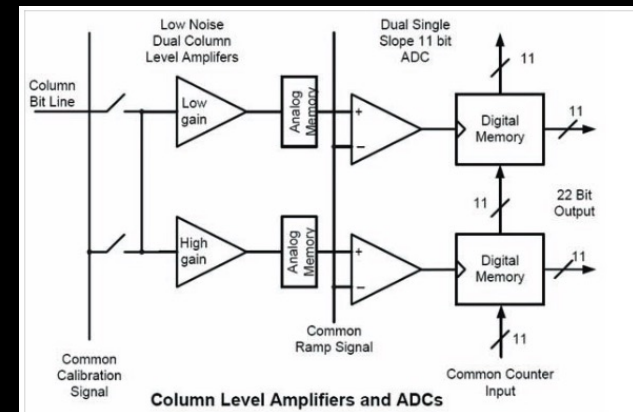 Low Noise
Dual Column
Level Amplifers
Dual Single
Slope 11 bit
ADC
11
Column
Bit Line
Low
gain
Analog
Memory
+
−
Digital
Memory
11
11
22 Bit
Output
High
gain
Analog
Memory
+
−
Digital
Memory
11
Common
Ramp Signal
11
Common
Calibration
Signal
Common Counter
Input
Column Level Amplifiers and ADCs